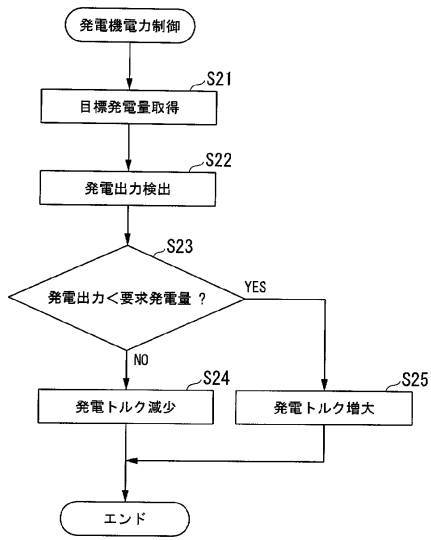 発電機電力制御
S21
目標発電量取得
S22
発電出力検出
S23
発電出力<要求発電量 ?
YES
NO
S24
発電トルク減少
S25
発電トルク増大
エンド